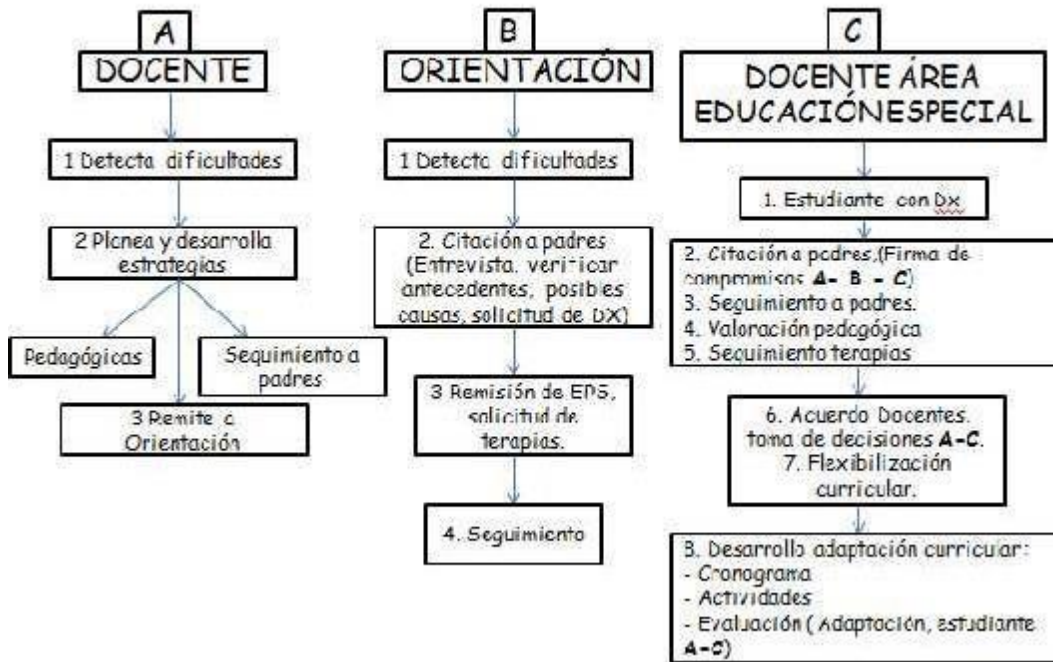 A
DOCENTE
1 Detecta dificultades
2 Planea y desarrolla
estrategias
Pedagógicas
Seguimiento a
padres
3 Remite a
Orientación
B
ORIENTACIÓN
1 Detecta dificultades
2. Citación a padres
(Entrevista, verificar
antecedentes, posibles
causas, solicitud de DX)
3 Remisión de EPS,
solicitud de
terapias.
4. Seguimiento
C
DOCENTE ÁREA
EDUCACIÓN ESPECIAL
1. Estudiante con Dx
2. Citación a padres,(Firma de
compromisos A- B - C)
3. Seguimiento a padres.
4. Valoración pedagógica
5. Seguimiento terapias
6. Acuerdo Docentes.
toma de decisiones A-C.
7. Flexibilización
curricular.
8. Desarrollo adaptación curricular:
- Cronograma
- Actividades
- Evaluación ( Adaptación, estudiante
A-C)